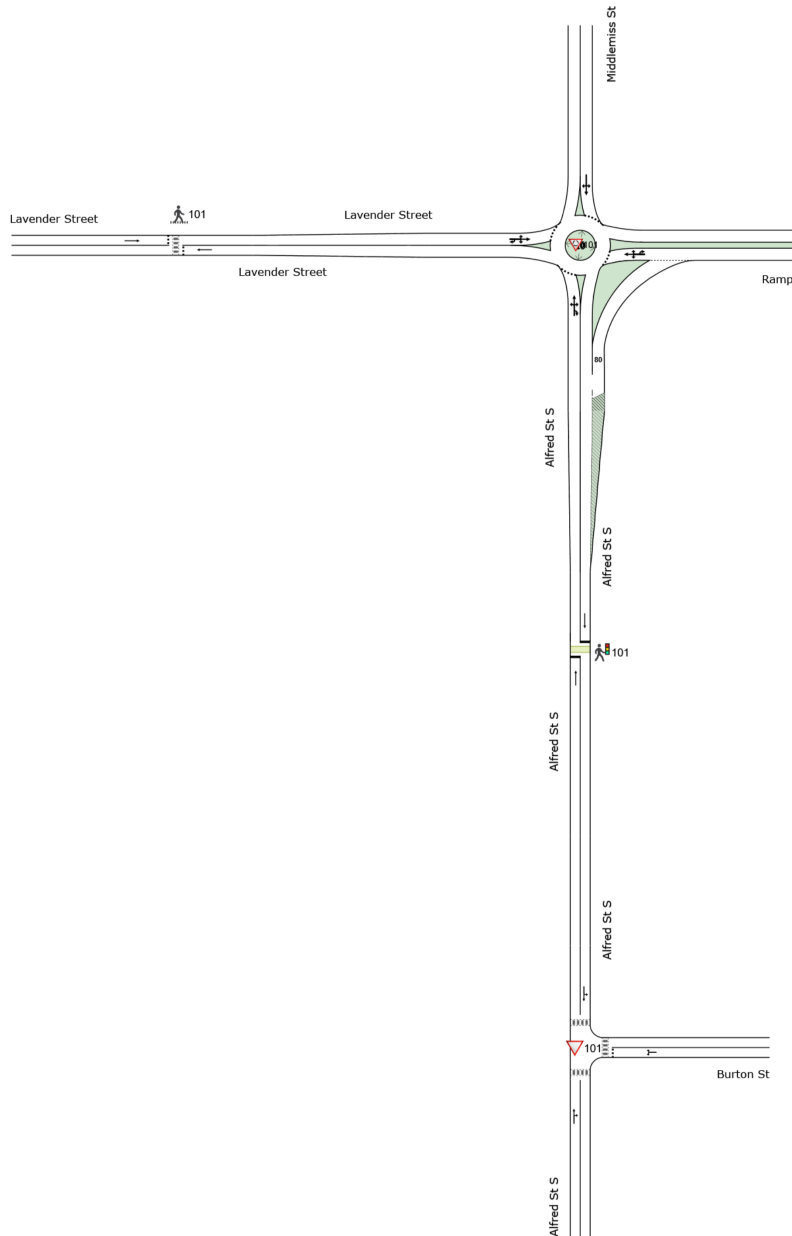 Middlemiss St
Lavender Street
101
Lavender Street
Lavender Street
101
Ramp
80
Alfred St S
Alfred St S
101
Alfred St S
Alfred St S
101
Burton St
Alfred St S